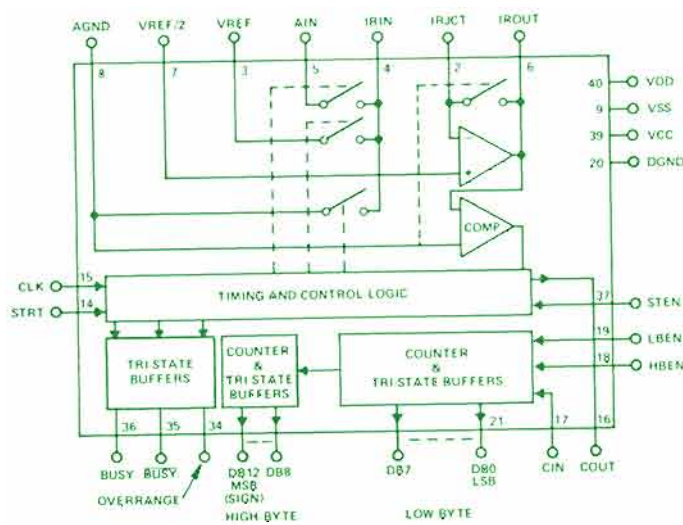 AGND VREF/2 VREF AIN IRIN IRJCT IROUT
8 7 3 5 4 2 6
40 VOD
9 VSS
39 VCC
20 DGND
- 
+
COMP
CLK 15
TIMING AND CONTROL LOGIC
STRT 14
37 STEN
19 LBEN
18 HBEN
TRI STATE
BUFFERS
COUNTER
&
TRI STATE
BUFFERS
COUNTER
&
TRI STATE BUFFERS
36 35 34 21 17 16
BUSY BUSY DB12 DB8 DB7 DB0 CIN COUT
OVERRANGE MSB LSB
(SIGN)
HIGH BYTE LOW BYTE